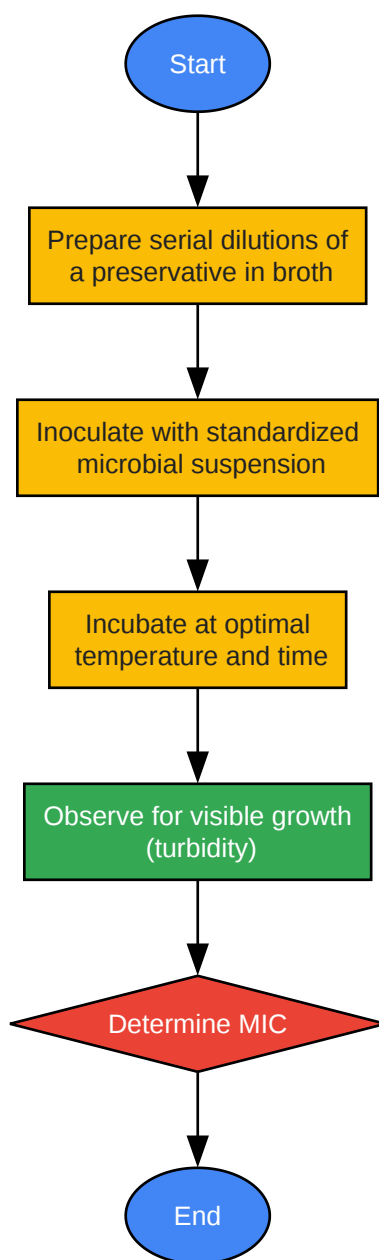 Start
Prepare serial dilutions of
a preservative in broth
Inoculate with standardized
microbial suspension
Incubate at optimal
temperature and time
Observe for visible growth
(turbidity)
Determine MIC
End